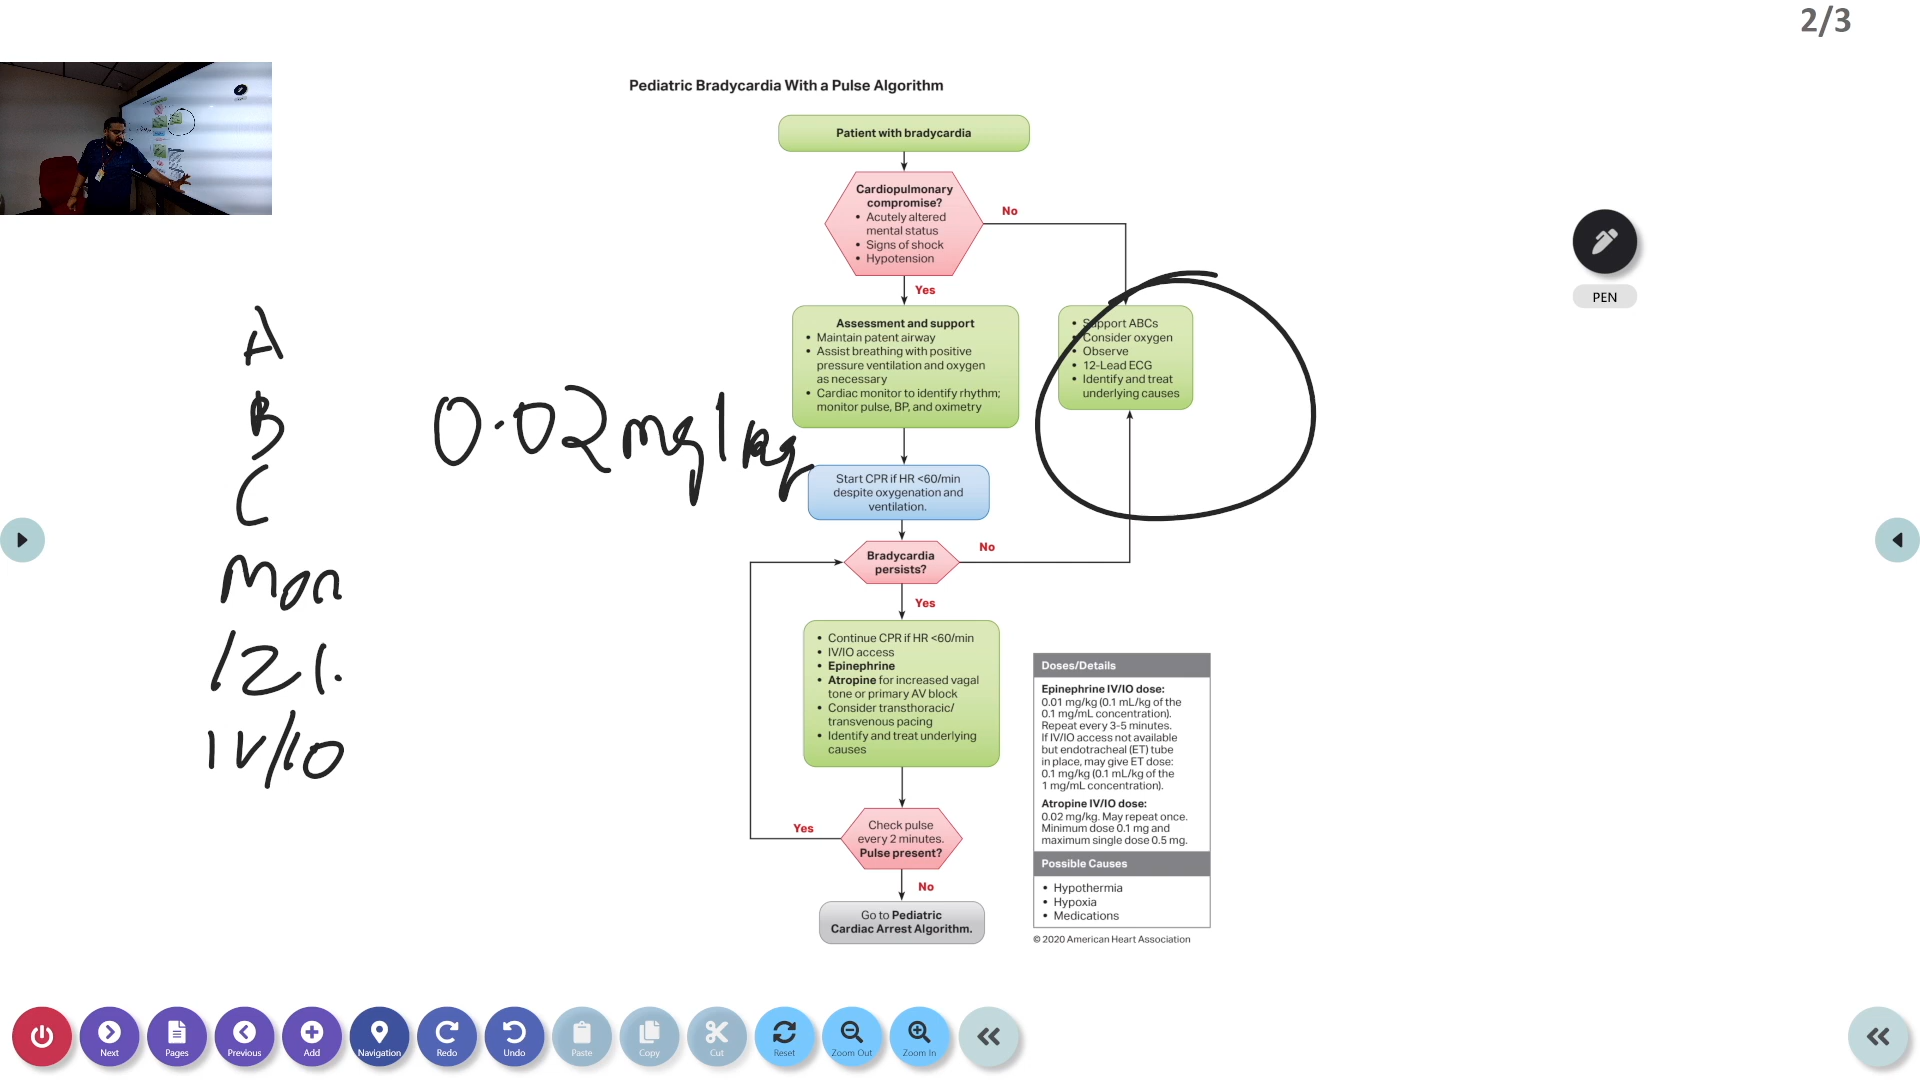 2/3
Pediatric Bradycardia With a Pulse Algorithm
Patient with bradycardia
Cardiopulmonary
compromise?
• Acutely altered
mental status
• Signs of shock
• Hypotension
No
Yes
PEN
Assessment and support
• Maintain patent airway
• Assist breathing with positive
pressure ventilation and oxygen
as necessary
• Cardiac monitor to identify rhythm;
monitor pulse, BP, and oximetry
• Support ABCs
• Consider oxygen
• Observe
• 12-Lead ECG
• Identify and treat
underlying causes
A
B
C
Mon
12 l.
IV/IO
0.02mg/kg
Start CPR if HR <60/min
despite oxygenation and
ventilation.
Bradycardia
persists?
No
Yes
• Continue CPR if HR <60/min
• IV/IO access
• Epinephrine
• Atropine for increased vagal
tone or primary AV block
• Consider transthoracic/
transvenous pacing
• Identify and treat underlying
causes
Check pulse
every 2 minutes.
Pulse present?
Yes
No
Go to Pediatric
Cardiac Arrest Algorithm.
Doses/Details
Epinephrine IV/IO dose:
0.01 mg/kg (0.1 mL/kg of the
0.1 mg/mL concentration).
Repeat every 3-5 minutes.
If IV/IO access not available
but endotracheal (ET) tube
in place, may give ET dose:
0.1 mg/kg (0.1 mL/kg of the
1 mg/mL concentration).
Atropine IV/IO dose:
0.02 mg/kg. May repeat once.
Minimum dose 0.1 mg and
maximum single dose 0.5 mg.
Possible Causes
• Hypothermia
• Hypoxia
• Medications
© 2020 American Heart Association
Next
Pages
Previous
Add
Navigation
Redo
Undo
Paste
Copy
Cut
Reset
Zoom Out
Zoom In